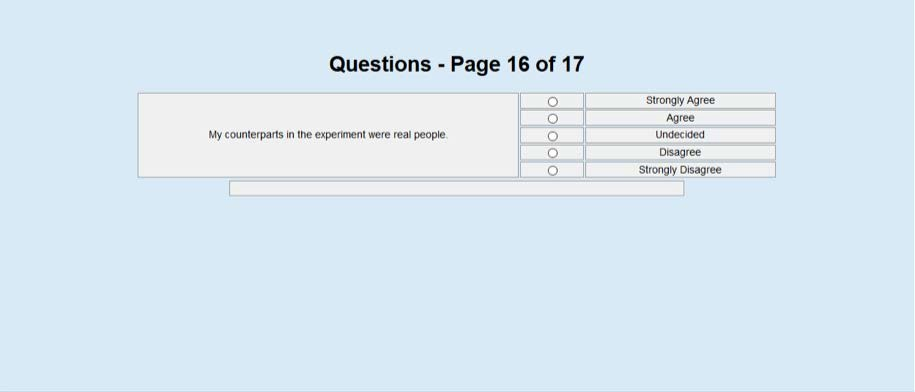 Questions - Page 16 of 17
My counterparts in the experiment were real people.
Strongly Agree
Agree
Undecided
Disagree
Strongly Disagree